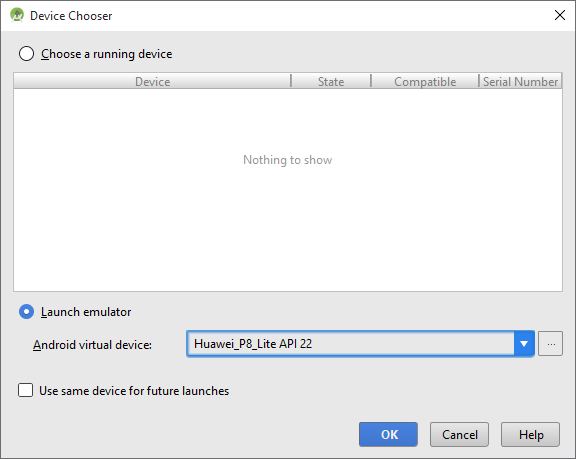 Device Chooser
Choose a running device
Device State Compatible Serial Number
Nothing to show
Launch emulator
Android virtual device: Huawei_P8_Lite API 22 ...
Use same device for future launches
OK Cancel Help